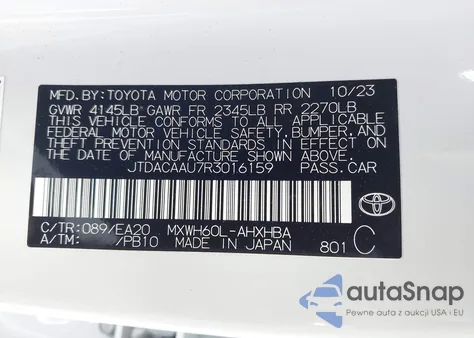 MFD.BY:TOYOTA MOTOR CORPORATION 10/23
GVWR 4145LB GAWR FR 2345LB RR 2270LB
THIS VEHICLE CONFORMS TO ALL APPLICABLE
FEDERAL MOTOR VEHICLE SAFETY,BUMPER,AND
THEFT PREVENTION STANDARDS IN EFFECT ON
THE DATE OF MANUFACTURE SHOWN ABOVE.
JTDACAAU7R3016159 PASS.CAR
C/TR:089/EA20 MXWH60L-AHXHBA
A/TM: /PB10 MADE IN JAPAN 801 C
TOYOTA
autoSnap
Pewne auta z aukcji USA - EU